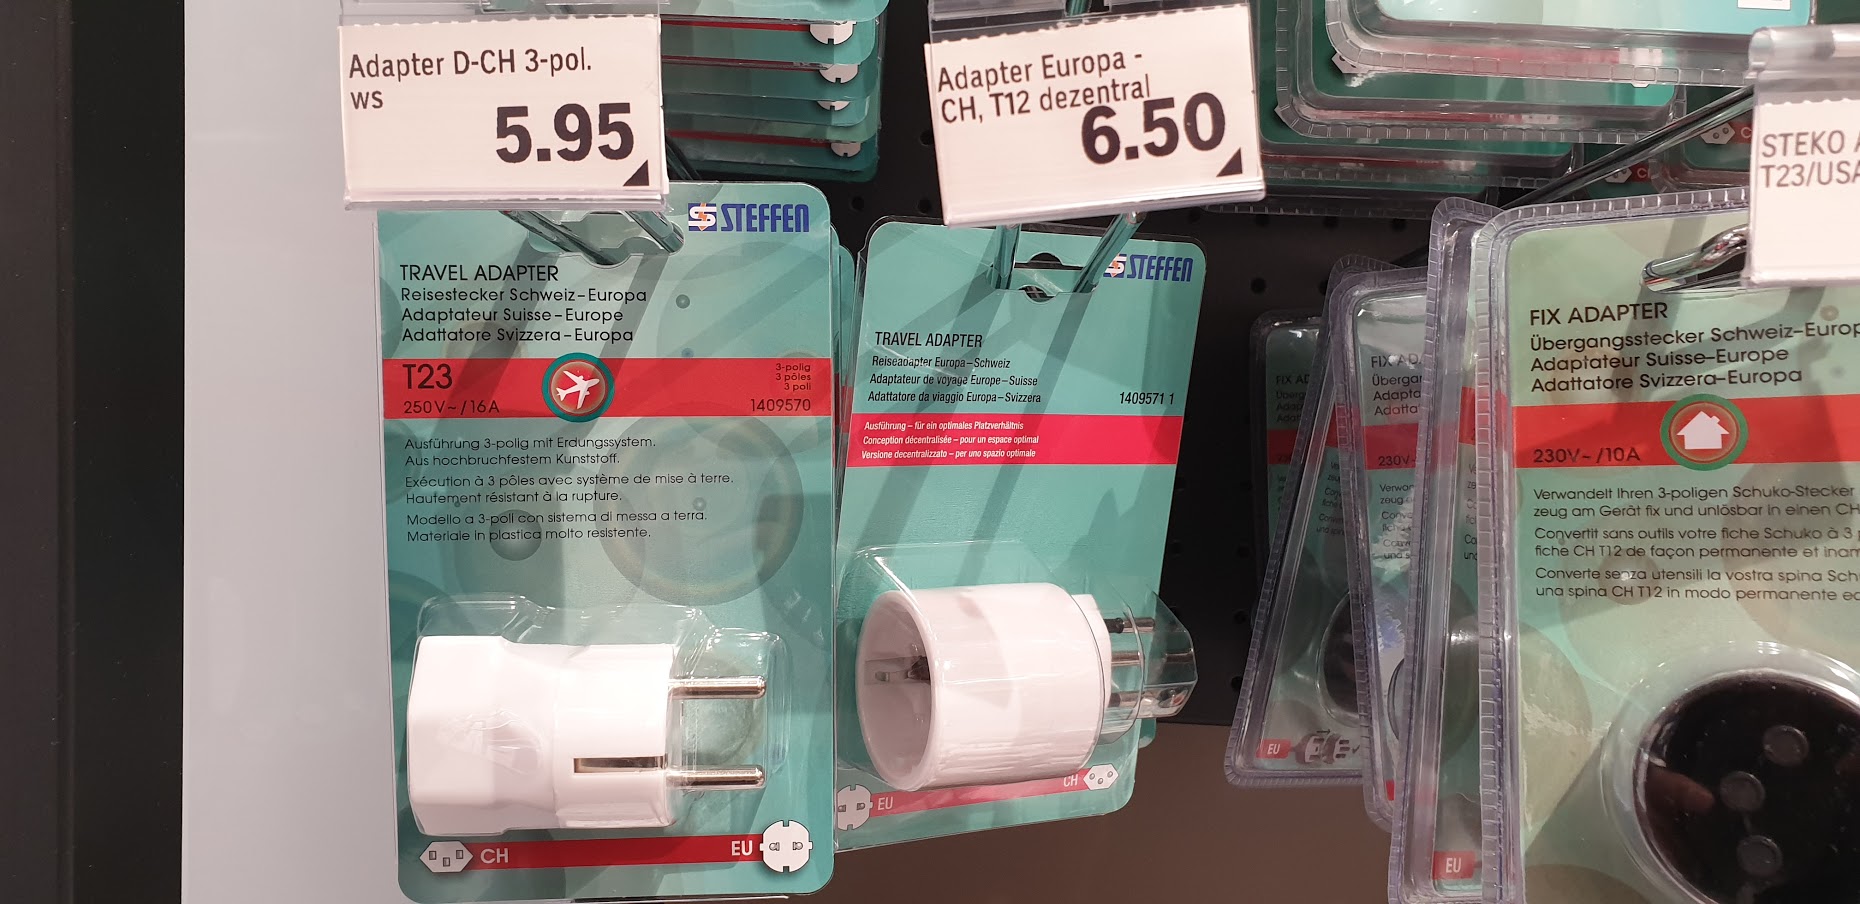 Adapter D-CH 3-pol.
ws
5.95
Adapter Europa -
CH, T12 dezentral
6.50
STEKO
T23/USA
STEFFEN
TRAVEL ADAPTER
Reisestecker Schweiz-Europa
Adaptateur Suisse-Europe
Adattatore Svizzera-Europa
T23
250V~/16A
3-polig
3 pôles
3 poli
1409570
Ausführung 3-polig mit Erdungssystem.
Aus hochbruchfestem Kunststoff.
Exécution à 3 pôles avec système de mise à terre.
Hautement résistant à la rupture.
Modello a 3-poli con sistema di messa a terra.
Materiale in plastica molto resistente.
CH
EU
STEFFEN
TRAVEL ADAPTER
Reiseadapter Europa-Schweiz
Adaptateur de voyage Europe-Suisse
Adattatore da viaggio Europa-Svizzera
1409571 1
Ausführung – für ein optimales Platzverhältnis
Conception décentralisée – pour un espace optimal
Versione decentralizzato – per uno spazio optimale
EU
CH
FIX AD
230V~
EU
FIX ADAPTER
Übergangsstecker Schweiz-Europ
Adaptateur Suisse-Europe
Adattatore Svizzera-Europa
230V~/10A
Verwandelt Ihren 3-poligen Schuko-Stecker
zeug am Gerät fix und unlösbar in einen CH
Convertit sans outils votre fiche Schuko à 3
fiche CH T12 de façon permanente et inam
Converte senza utensili la vostra spina Sch
una spina CH T12 in modo permanente ed
EU